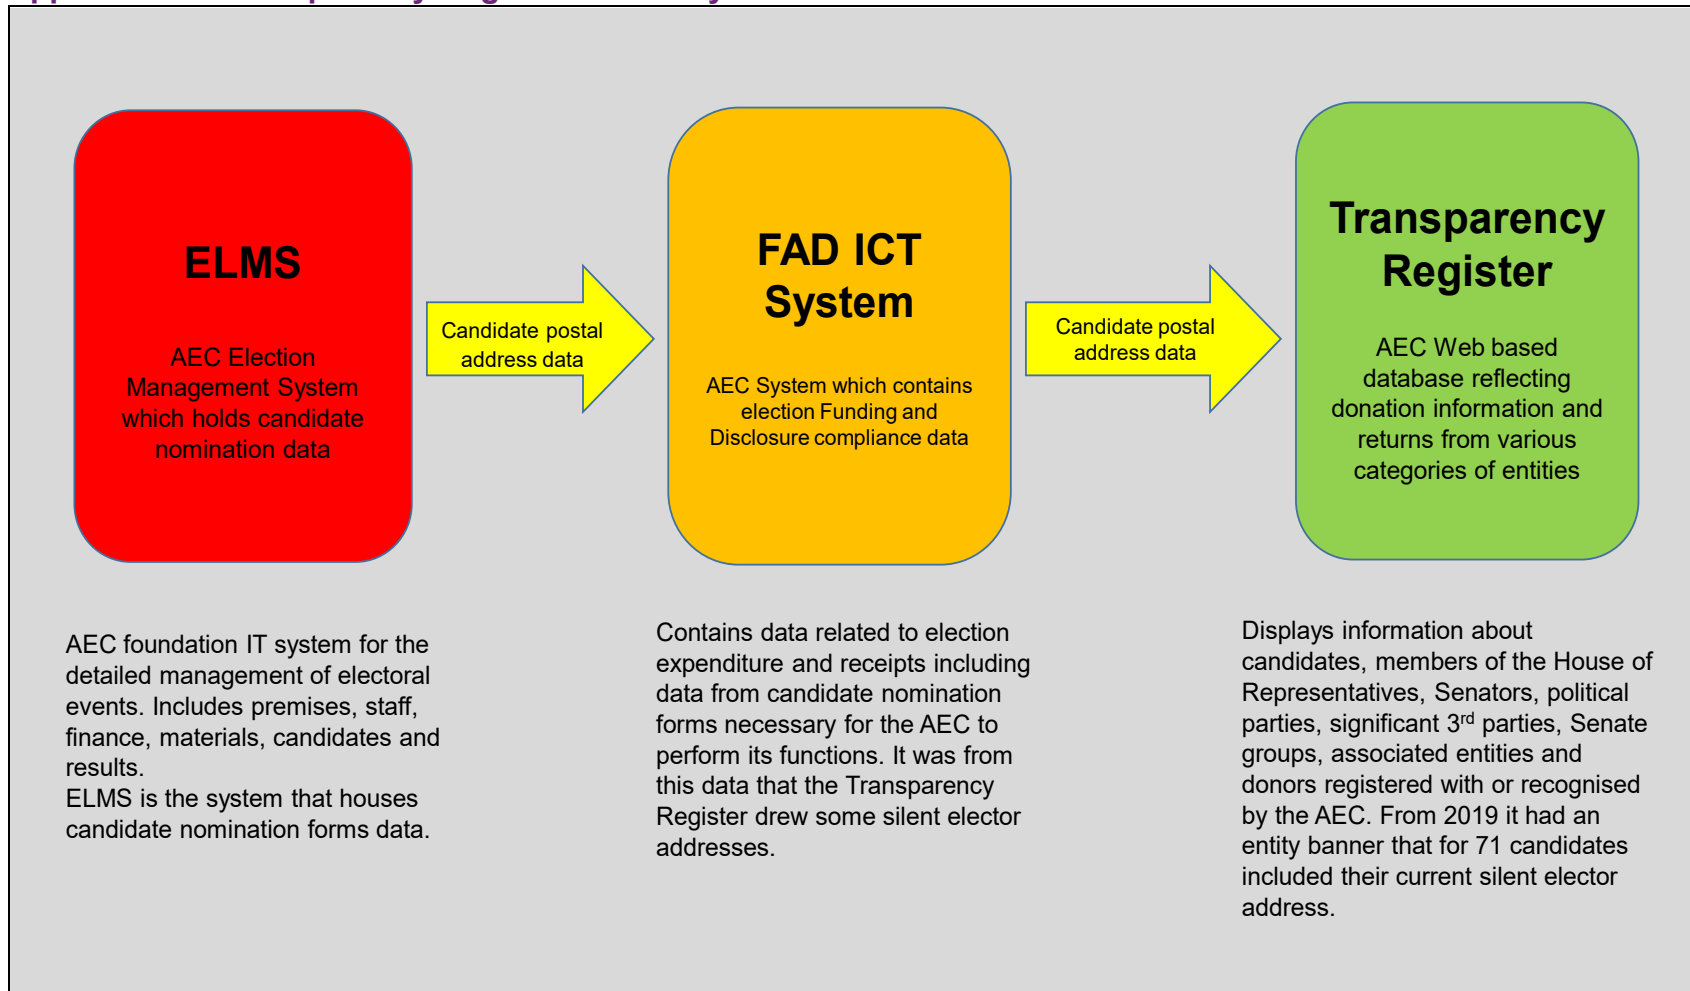 ELMS
AEC Election
Management System
which holds candidate
nomination data
Candidate postal
address data
FAD ICT
System
AEC System which contains
election Funding and
Disclosure compliance data
Candidate postal
address data
Transparency
Register
AEC Web based
database reflecting
donation information and
returns from various
categories of entities
AEC foundation IT system for the
detailed management of electoral
events. Includes premises, staff,
finance, materials, candidates and
results.
ELMS is the system that houses
candidate nomination forms data.
Contains data related to election
expenditure and receipts including
data from candidate nomination
forms necessary for the AEC to
perform its functions. It was from
this data that the Transparency
Register drew some silent elector
addresses.
Displays information about
candidates, members of the House of
Representatives, Senators, political
parties, significant 3rd parties, Senate
groups, associated entities and
donors registered with or recognised
by the AEC. From 2019 it had an
entity banner that for 71 candidates
included their current silent elector
address.